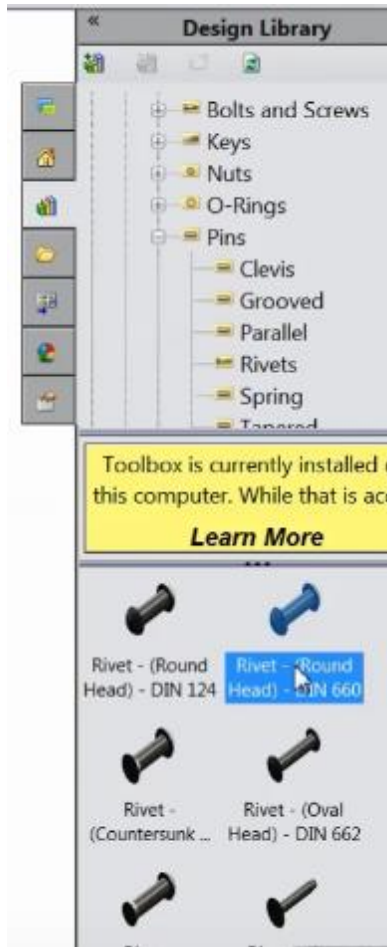 «
Design Library
Bolts and Screws
Keys
Nuts
O-Rings
Pins
Clevis
Grooved
Parallel
Rivets
Spring
Tapered
Toolbox is currently installed
this computer. While that is
Learn More
Rivet - (Round
Head) - DIN 124
Rivet - (Round
Head) - DIN 660
Rivet -
(Countersunk ...
Rivet - (Oval
Head) - DIN 662